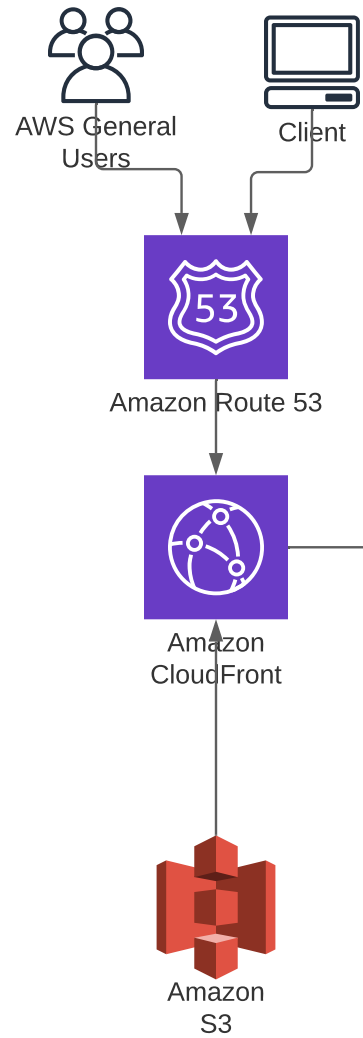 AWS General
Users
Client
53
Amazon Route 53
Amazon
CloudFront
Amazon
S3